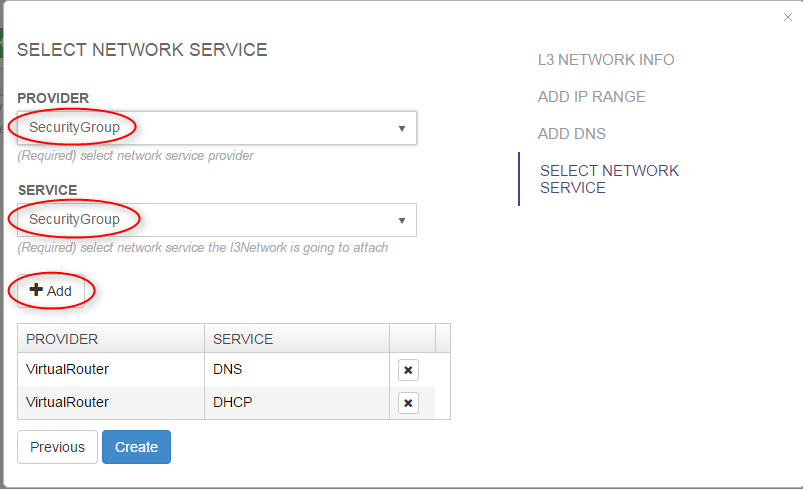 SELECT NETWORK SERVICE
PROVIDER
SecurityGroup
(Required) select network service provider
SERVICE
SecurityGroup
(Required) select network service the l3Network is going to attach
Add
PROVIDER SERVICE
VirtualRouter DNS
VirtualRouter DHCP
Previous Create
L3 NETWORK INFO
ADD IP RANGE
ADD DNS
SELECT NETWORK
SERVICE